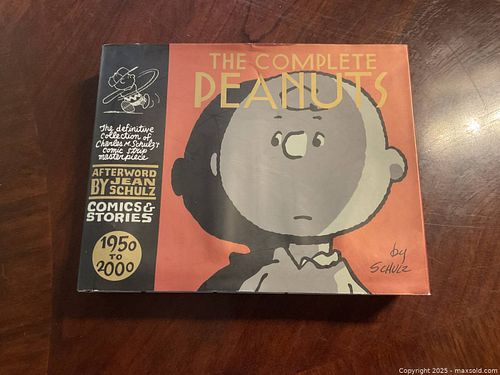 THE COMPLETE
PEANUTS
The definitive
collection of
Charles M. Schulz's
comic strip
masterpiece
AFTERWORD
BY JEAN
SCHULZ
COMICS &
STORIES
1950
TO
2000
by
SCHULZ
Copyright 2025 - maxsold.com